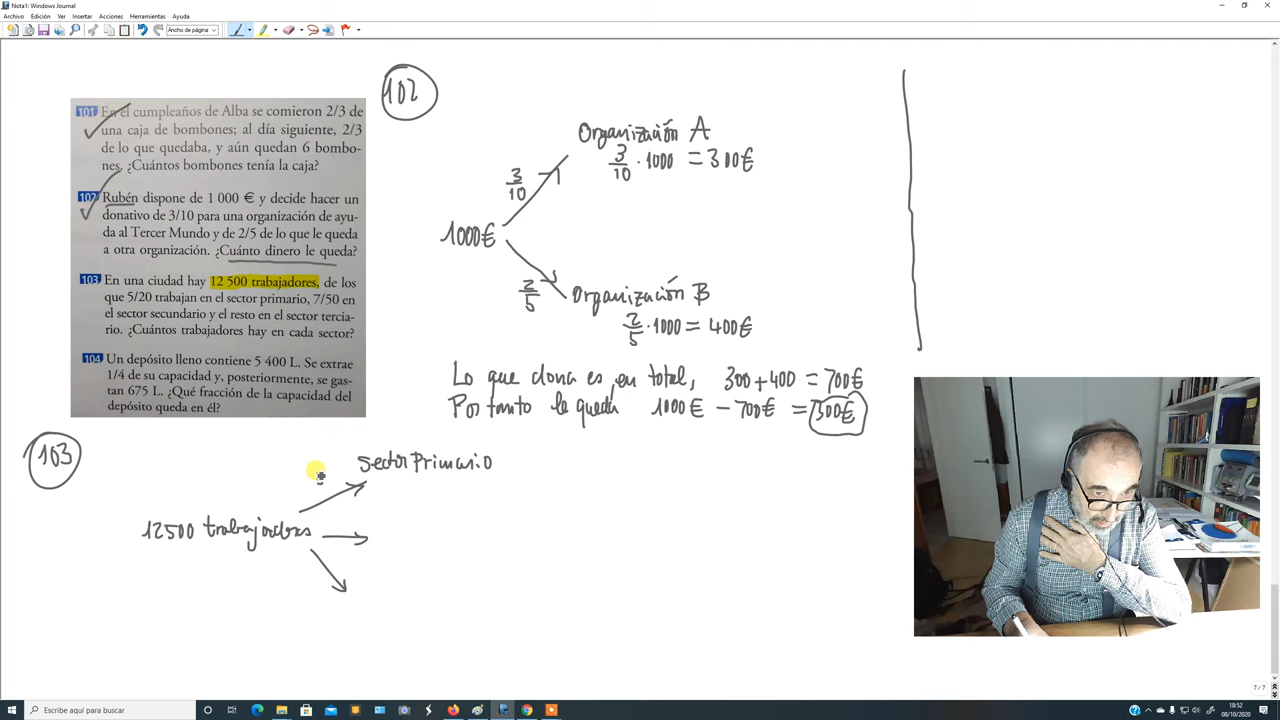 Nota1: Windows Journal
Archivo Edición Ver Insertar Acciones Herramientas Ayuda
Ancho de página
101 En el cumpleaños de Alba se comieron 2/3 de
una caja de bombones; al día siguiente, 2/3
de lo que quedaba, y aún quedan 6 bombo-
nes. ¿Cuántos bombones tenía la caja?
102 Rubén dispone de 1 000 € y decide hacer un
donativo de 3/10 para una organización de ayu-
da al Tercer Mundo y de 2/5 de lo que le queda
a otra organización. ¿Cuánto dinero le queda?
103 En una ciudad hay 12 500 trabajadores, de los
que 5/20 trabajan en el sector primario, 7/50 en
el sector secundario y el resto en el sector tercia-
rio. ¿Cuántos trabajadores hay en cada sector?
104 Un depósito lleno contiene 5 400 L. Se extrae
1/4 de su capacidad y, posteriormente, se gas-
tan 675 L. ¿Qué fracción de la capacidad del
depósito queda en él?
102
Organización A
3/10 · 1000 = 300€
3/10
1000€
2/5
Organización B
2/5 · 1000 = 400€
Lo que dona es, en total, 300+400 = 700€
Por tanto le queda 1000€ - 700€ = 300€
103
Sector Primario
12500 trabajadores
7 / 7
Escribe aquí para buscar
18:52
08/10/2020